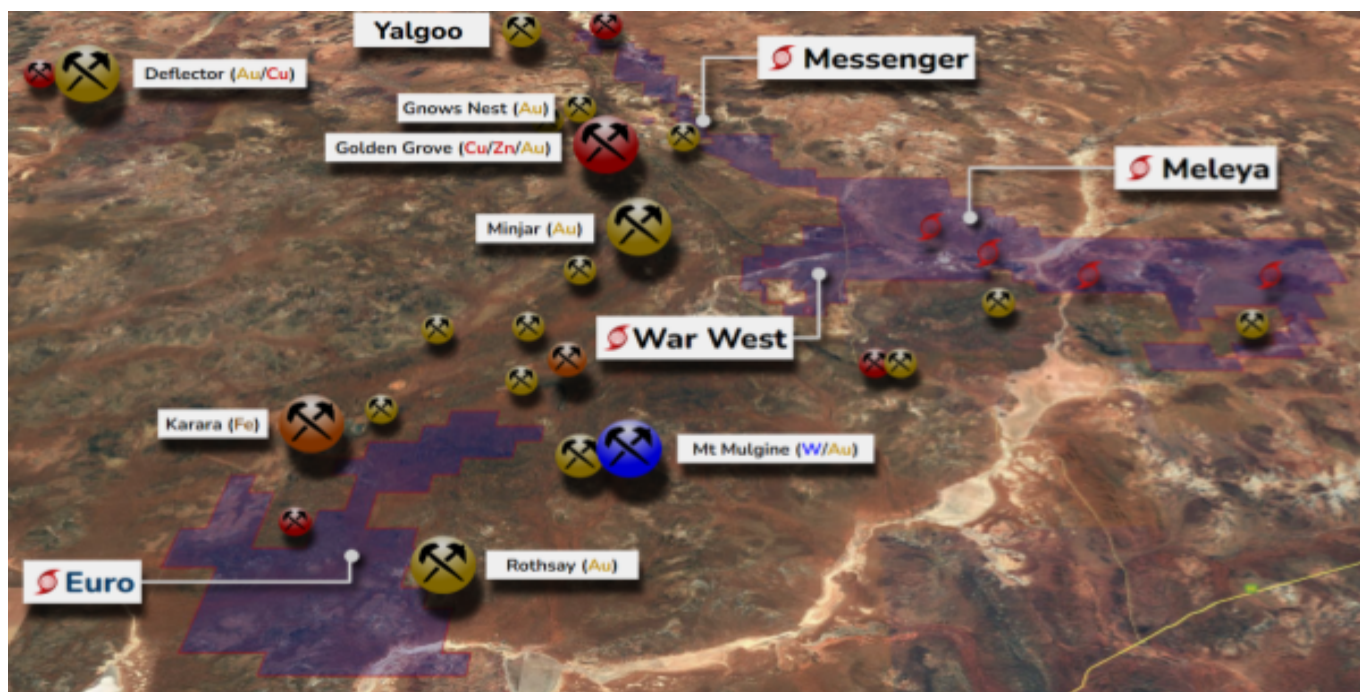 Yalgoo
Messenger
Deflector (Au/Cu)
Gnows Nest (Au)
Golden Grove (Cu/Zn/Au)
Meleya
Minjar (Au)
War West
Karara (Fe)
Mt Mulgine (W/Au)
Rothsay (Au)
Euro